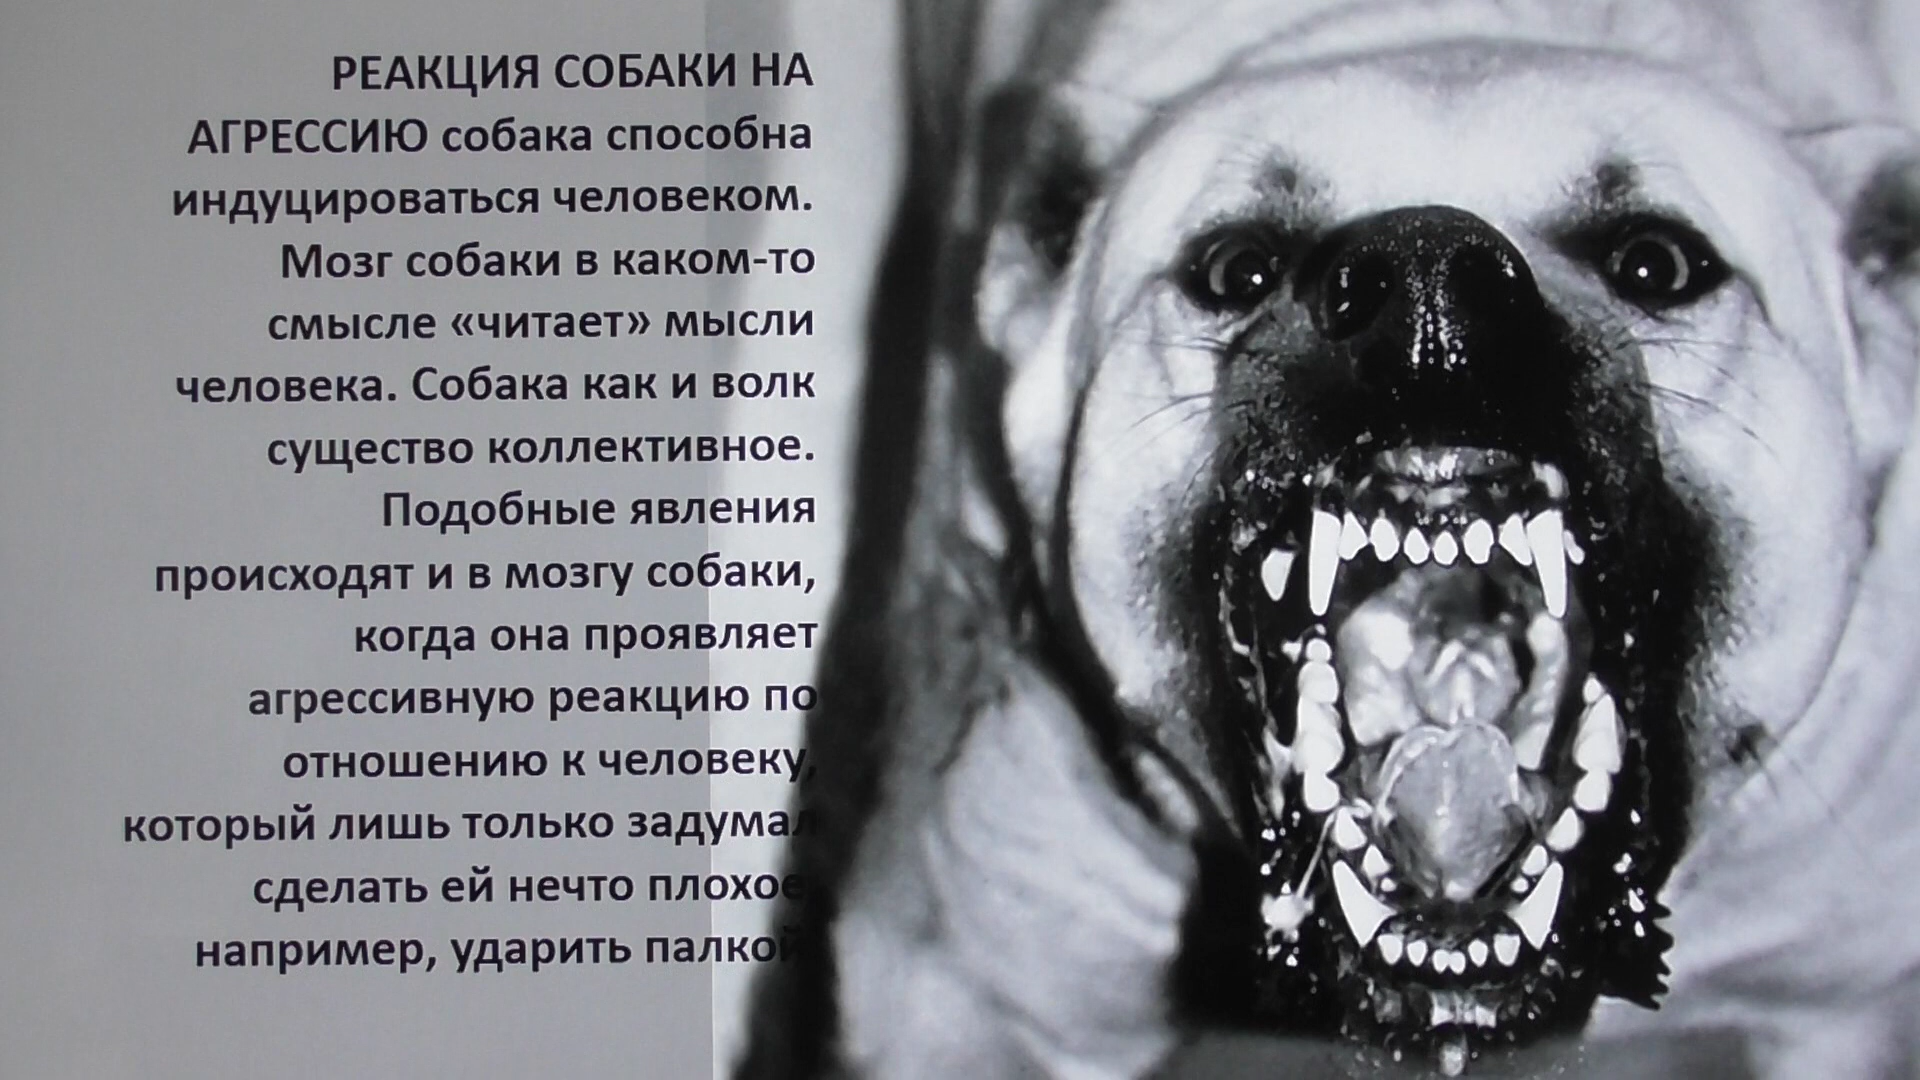 РЕАКЦИЯ СОБАКИ НА
АГРЕССИЮ собака способна
индуцироваться человеком.
Мозг собаки в каком-то
смысле «читает» мысли
человека. Собака как и волк
существо коллективное.
Подобные явления
происходят и в мозгу собаки,
когда она проявляет
агрессивную реакцию по
отношению к человеку,
который лишь только задумал
сделать ей нечто плохое
например, ударить палкой